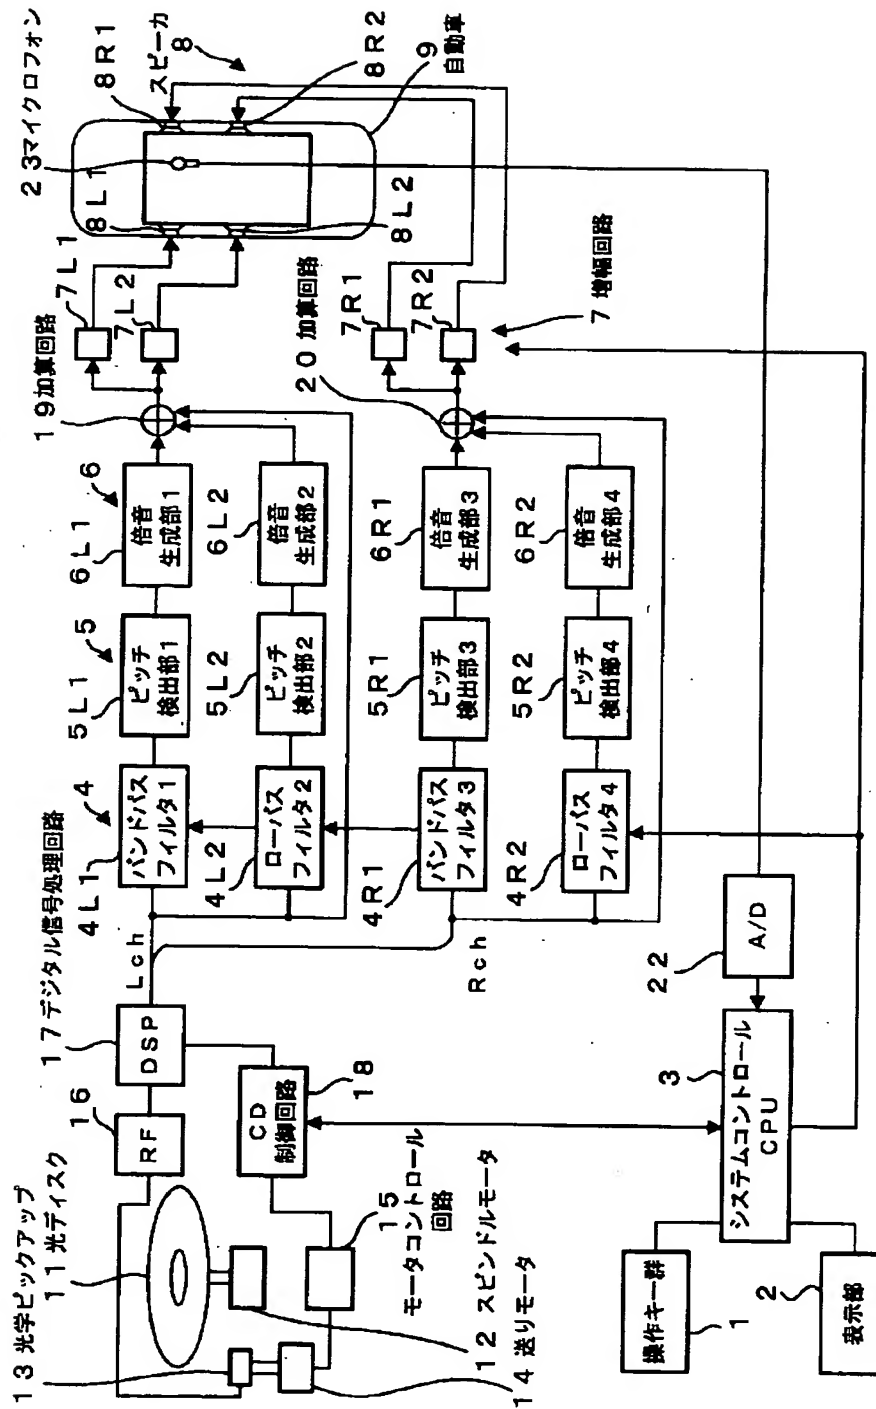 13 光学ピックアップ
11 光ディスク
16
RF
17 デジタル信号処理回路
DSP
CD
制御回路
18
15
モータコントロール
回路
12 スピンドルモータ
14 送りモータ
Lch
Rch
4L1
4
バンドパス
フィルタ1
4L2
ローパス
フィルタ2
4R1
バンドパス
フィルタ3
4R2
ローパス
フィルタ4
5L1
5
ピッチ
検出部1
5L2
ピッチ
検出部2
5R1
ピッチ
検出部3
5R2
ピッチ
検出部4
6L1
6
倍音
生成部1
6L2
倍音
生成部2
6R1
倍音
生成部3
6R2
倍音
生成部4
19加算回路
20 加算回路
7L1
7L2
7R1
7R2
7 増幅回路
23マイクロフォン
8R1
スピーカ
8
8R2
9
自動車
8L1
8L2
22
A/D
3
システムコントロール
CPU
操作キー群
1
表示部
2